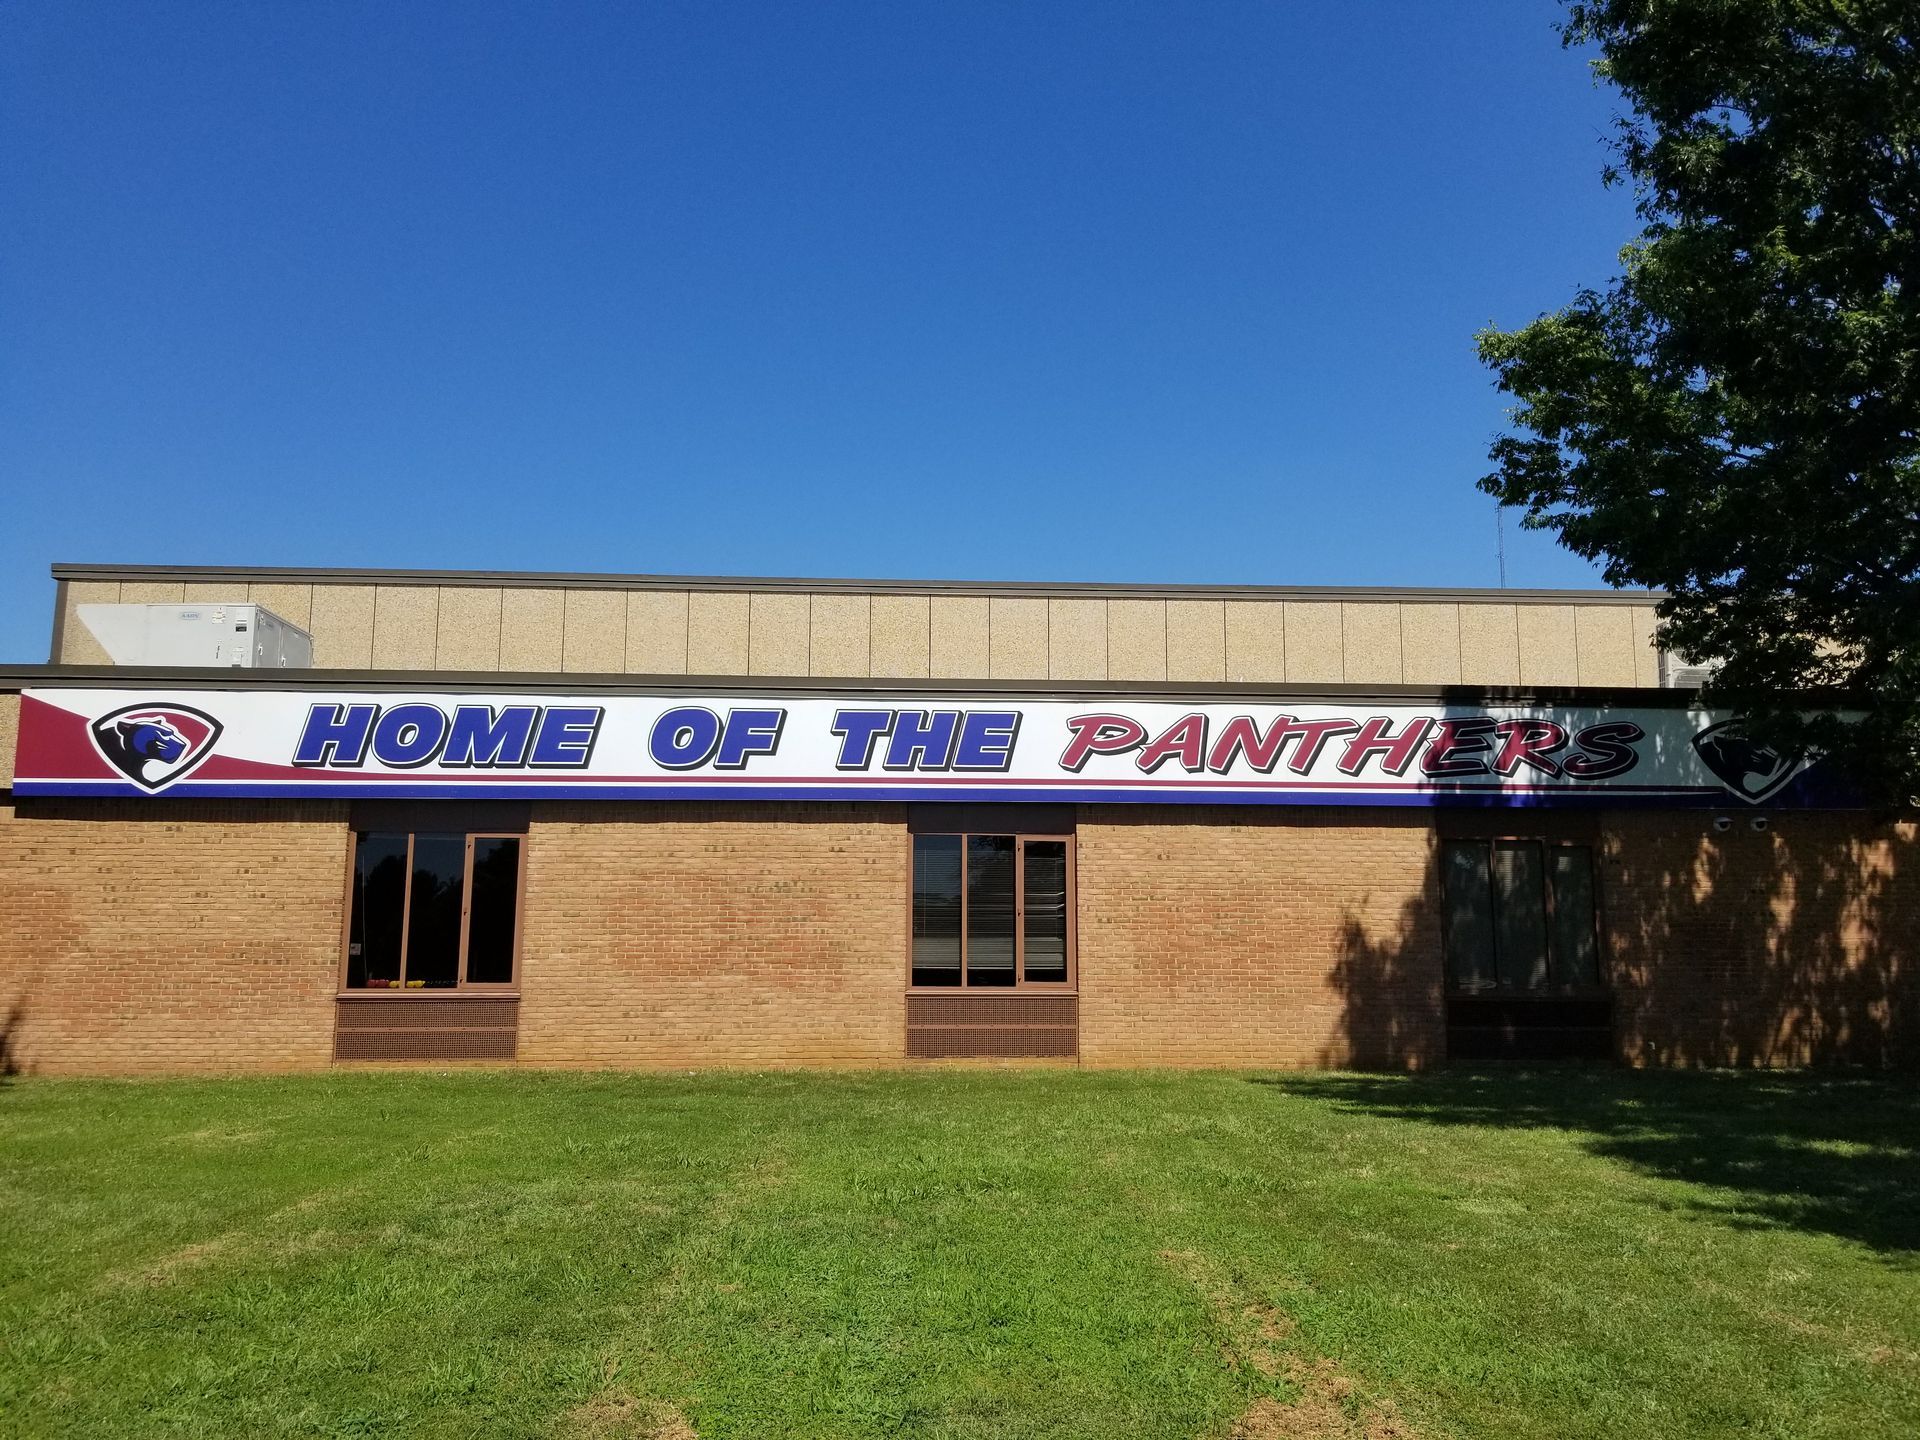 HOME OF THE PANTHERS